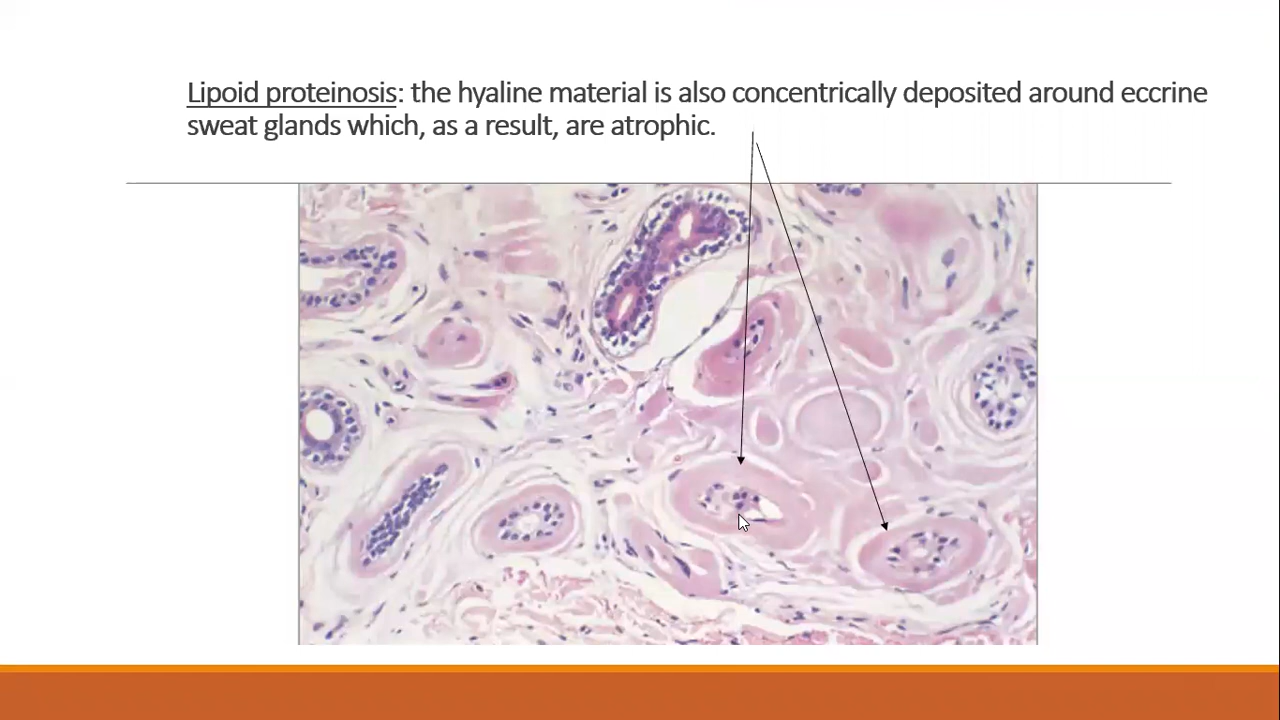 Lipoid proteinosis: the hyaline material is also concentrically deposited around eccrine
sweat glands which, as a result, are atrophic.